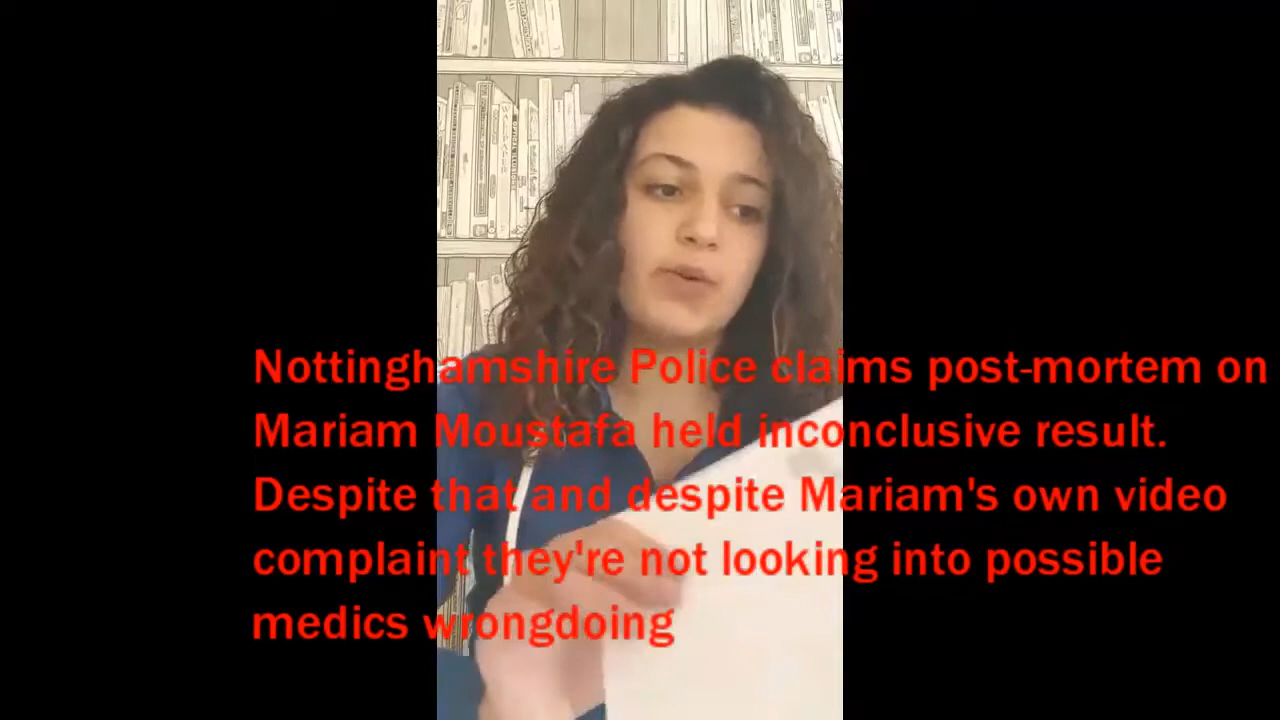 Nottinghamshire Police claims post-mortem on
Mariam Moustafa held inconclusive result.
Despite that and despite Mariam's own video
complaint they're not looking into possible
medics wrongdoing